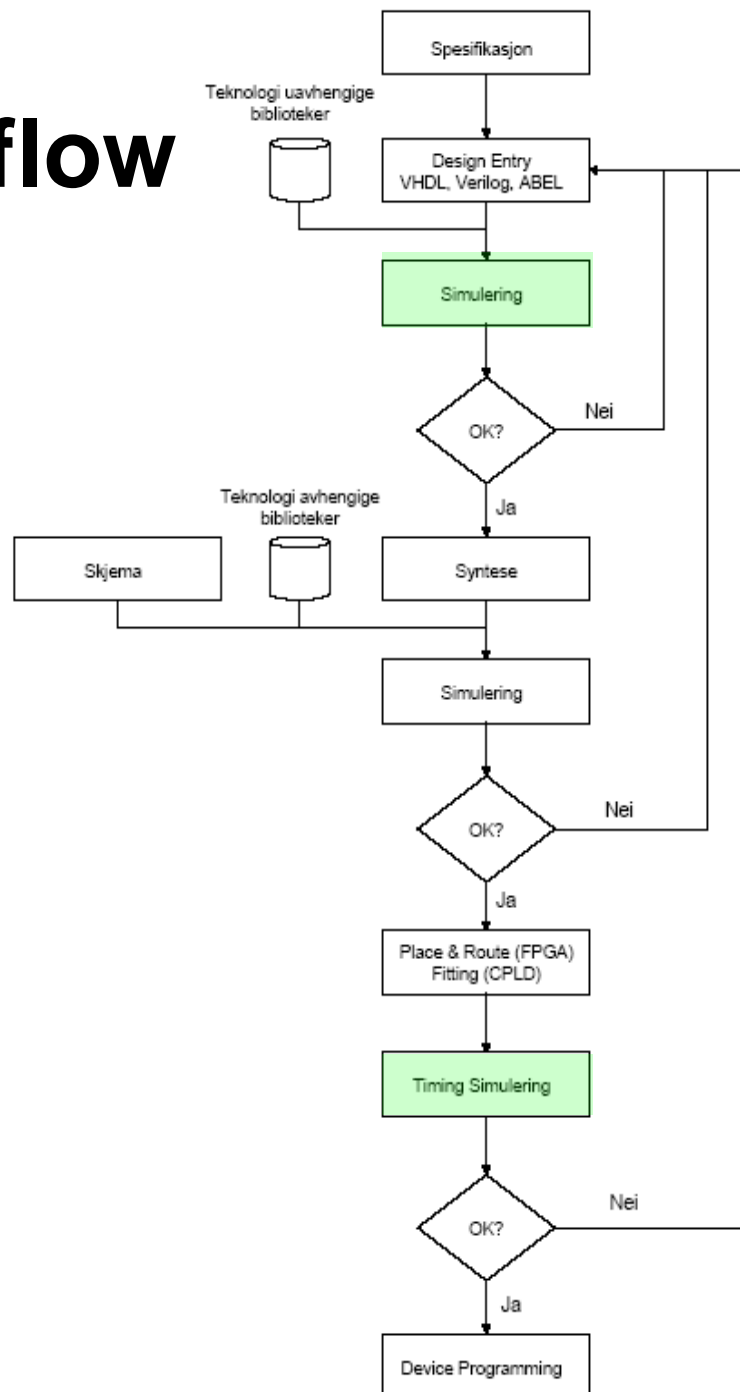 Spesifikasjon
Teknologi uavhengige
biblioteker
flow
Design Entry
VHDL, Verilog, ABEL
Simulering
OK?
Nei
Ja
Teknologi avhengige
biblioteker
Skjema
Syntese
Simulering
OK?
Nei
Ja
Place & Route (FPGA)
Fitting (CPLD)
Timing Simulering
OK?
Nei
Ja
Device Programming